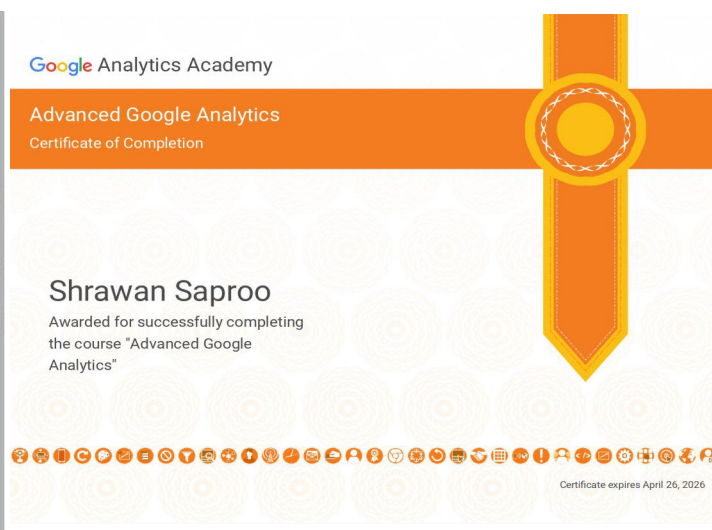 Google Analytics Academy
Advanced Google Analytics
Certificate of Completion
Shrawan Saproo
Awarded for successfully completing
the course "Advanced Google
Analytics"
Certificate expires April 26, 2026